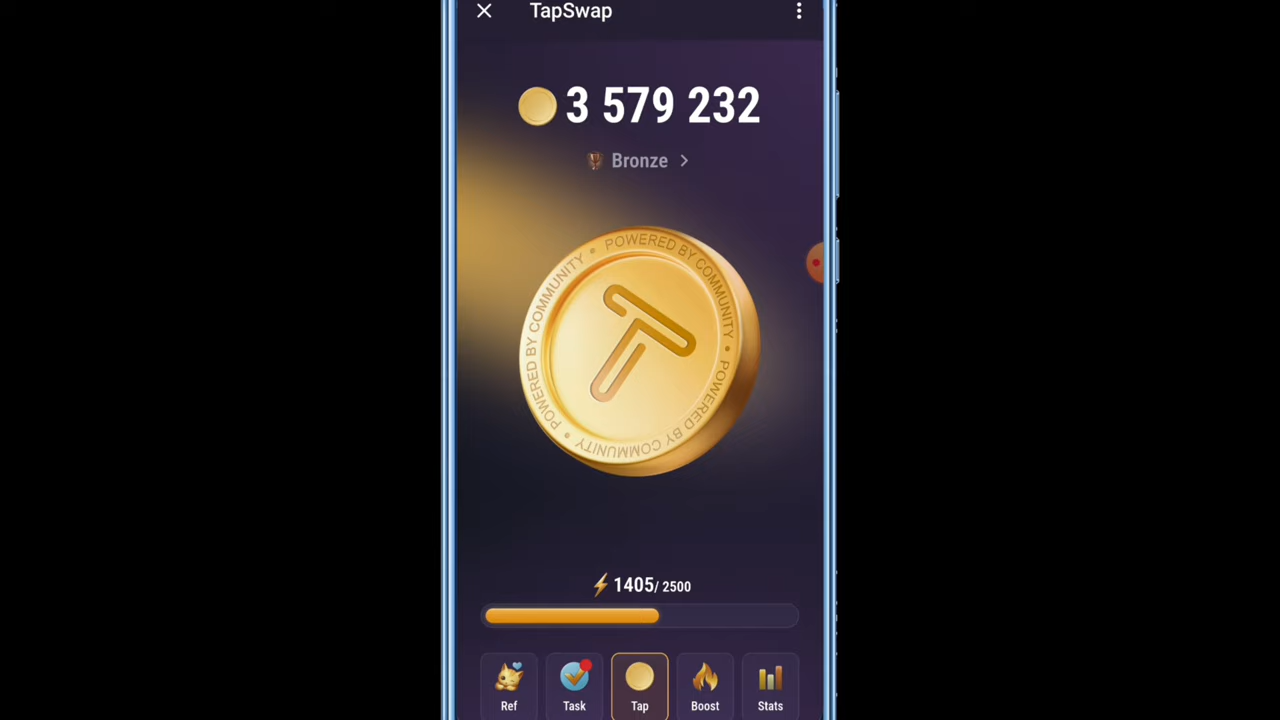 TapSwap
3 579 232
Bronze
POWERED BY COMMUNITY • POWERED BY COMMUNITY • POWERED BY COMMUNITY •
1405/ 2500
Ref
Task
Tap
Boost
Stats